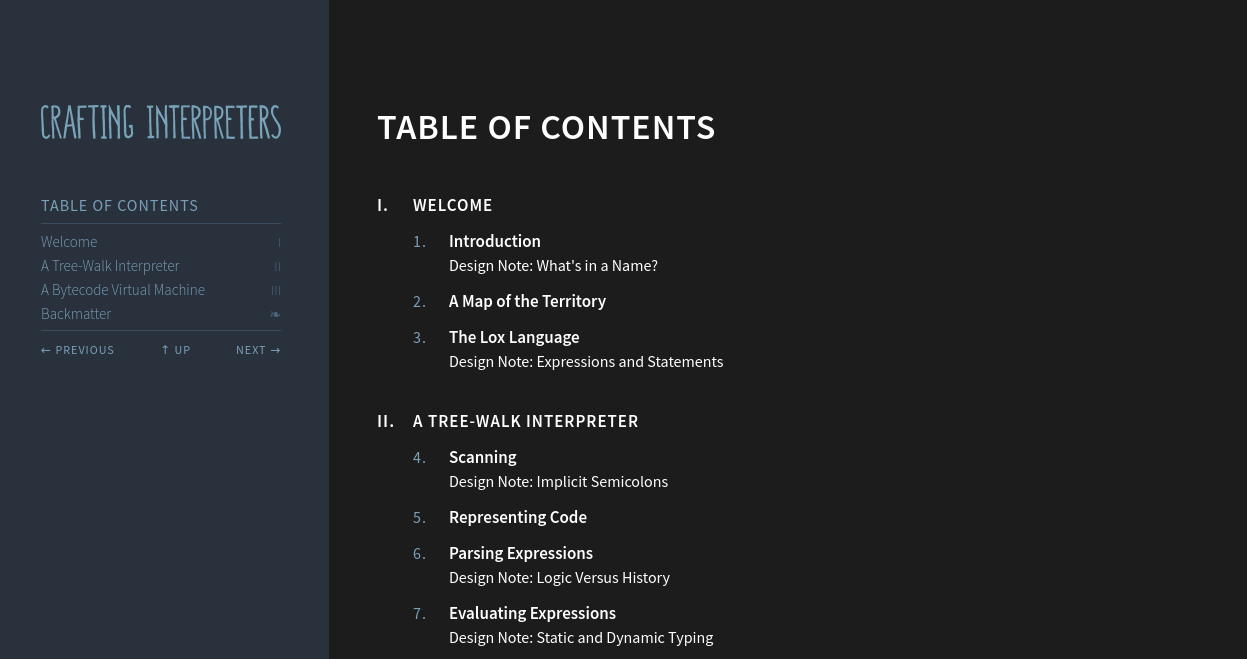 CRAFTING INTERPRETERS
TABLE OF CONTENTS
Welcome I
A Tree-Walk Interpreter II
A Bytecode Virtual Machine III
Backmatter ❧
← PREVIOUS ↑ UP NEXT →
TABLE OF CONTENTS
I. WELCOME
1. Introduction
Design Note: What's in a Name?
2. A Map of the Territory
3. The Lox Language
Design Note: Expressions and Statements
II. A TREE-WALK INTERPRETER
4. Scanning
Design Note: Implicit Semicolons
5. Representing Code
6. Parsing Expressions
Design Note: Logic Versus History
7. Evaluating Expressions
Design Note: Static and Dynamic Typing